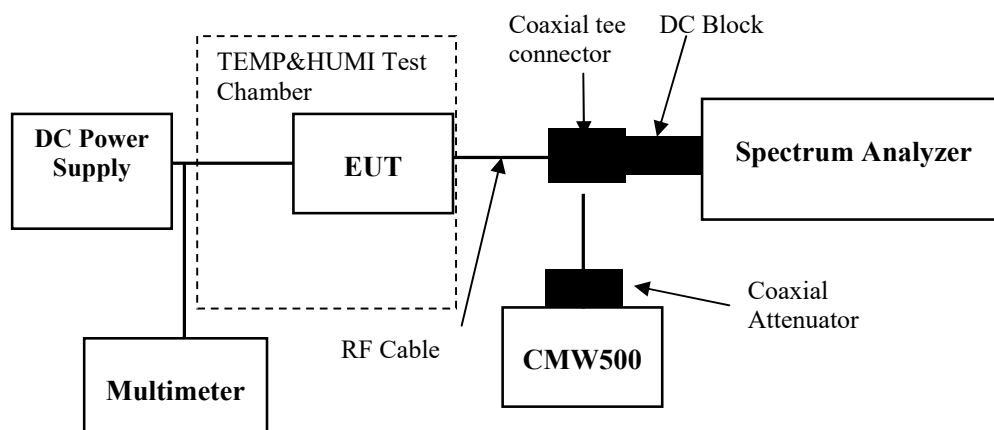 Coaxial tee
connector
DC Block
TEMP&HUMI Test
Chamber
DC Power
Supply
EUT
Spectrum Analyzer
Coaxial
Attenuator
RF Cable
CMW500
Multimeter